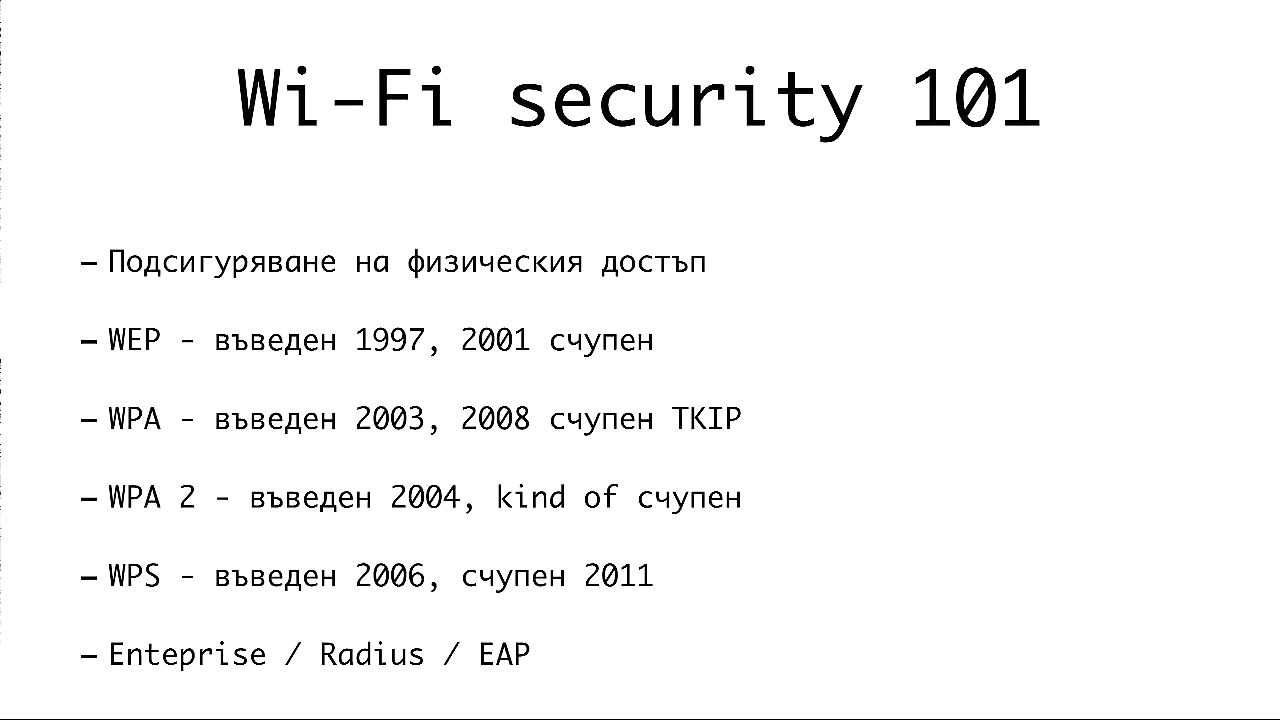 Wi-Fi security 101
– Подсигуряване на физическия достъп
– WEP - въведен 1997, 2001 счупен
– WPA - въведен 2003, 2008 счупен TKIP
– WPA 2 - въведен 2004, kind of счупен
– WPS - въведен 2006, счупен 2011
– Enteprise / Radius / EAP